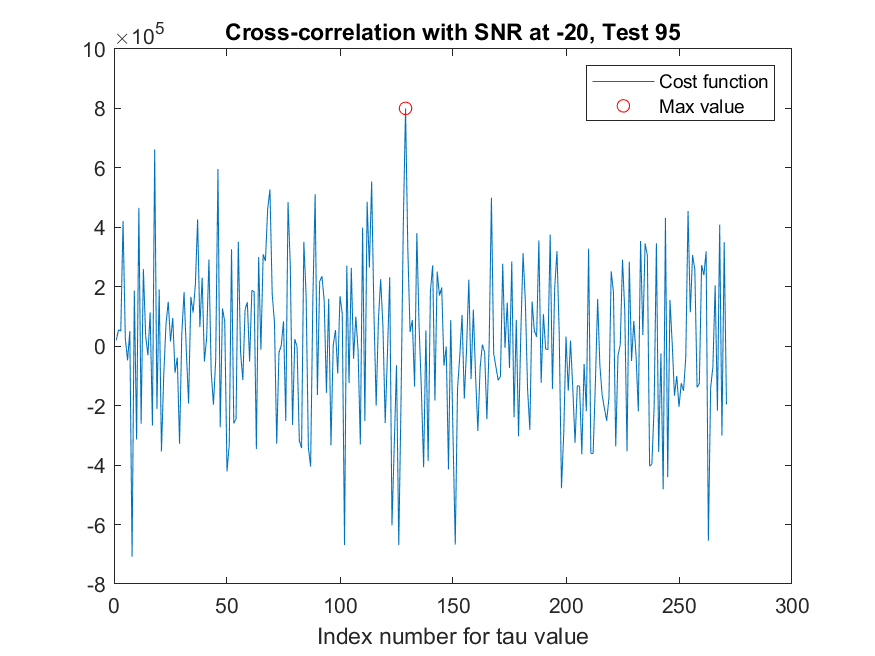 Cross-correlation with SNR at -20, Test 95
×10^5
10
8
6
4
2
0
-2
-4
-6
-8
Cost function
Max value
0 50 100 150 200 250 300
Index number for tau value